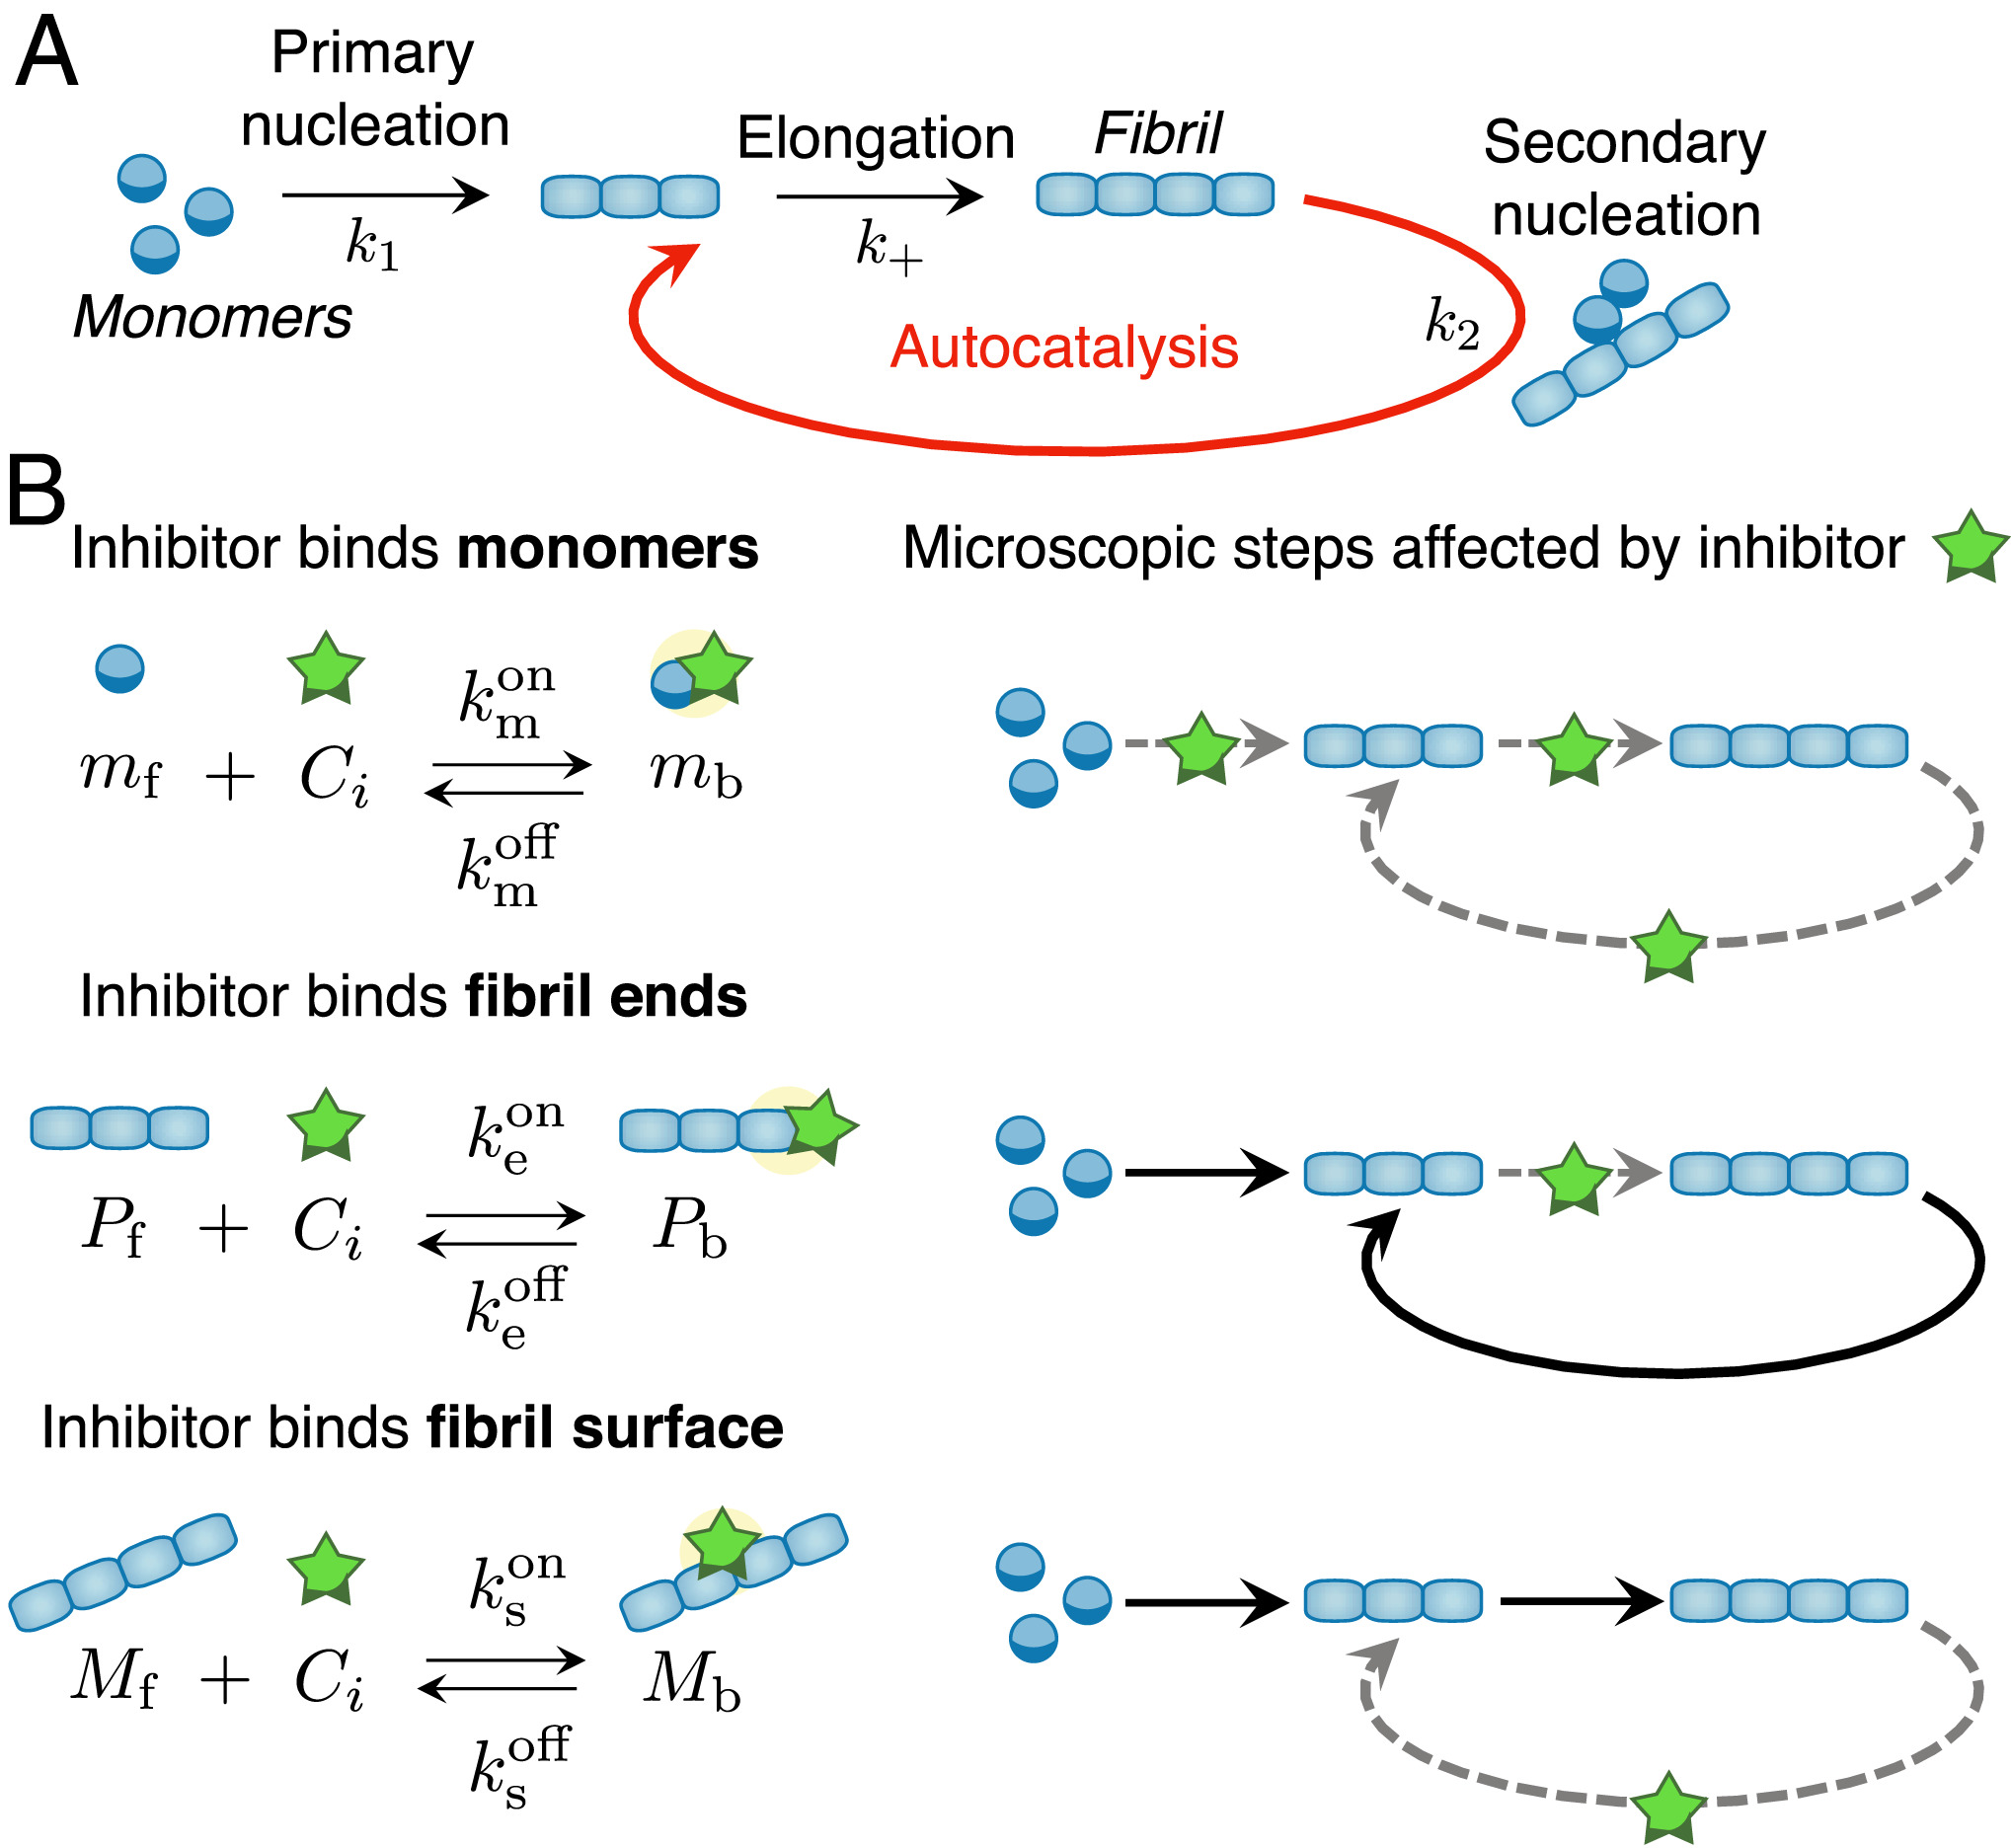 A
Primary
nucleation
k₁
Monomers
Elongation
k₊
Fibril
Secondary
nucleation
k₂
Autocatalysis
B
Inhibitor binds monomers
Microscopic steps affected by inhibitor
k_m^on
m_f + C_i
m_b
k_m^off
Inhibitor binds fibril ends
k_e^on
P_f + C_i
P_b
k_e^off
Inhibitor binds fibril surface
k_s^on
M_f + C_i
M_b
k_s^off